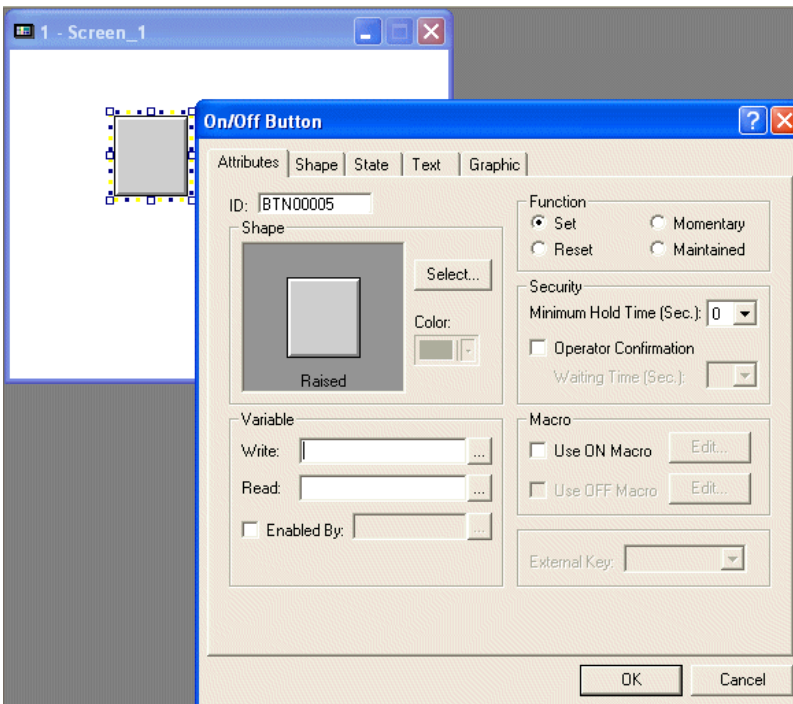 1 - Screen_1
On/Off Button
Attributes Shape State Text Graphic
ID: BTN00005
Shape
Raised
Select...
Color:
Variable
Write: ...
Read: ...
Enabled By: ...
Function
Set Momentary
Reset Maintained
Security
Minimum Hold Time (Sec.): 0
Operator Confirmation
Waiting Time (Sec.):
Macro
Use ON Macro Edit...
Use OFF Macro Edit...
External Key:
OK Cancel